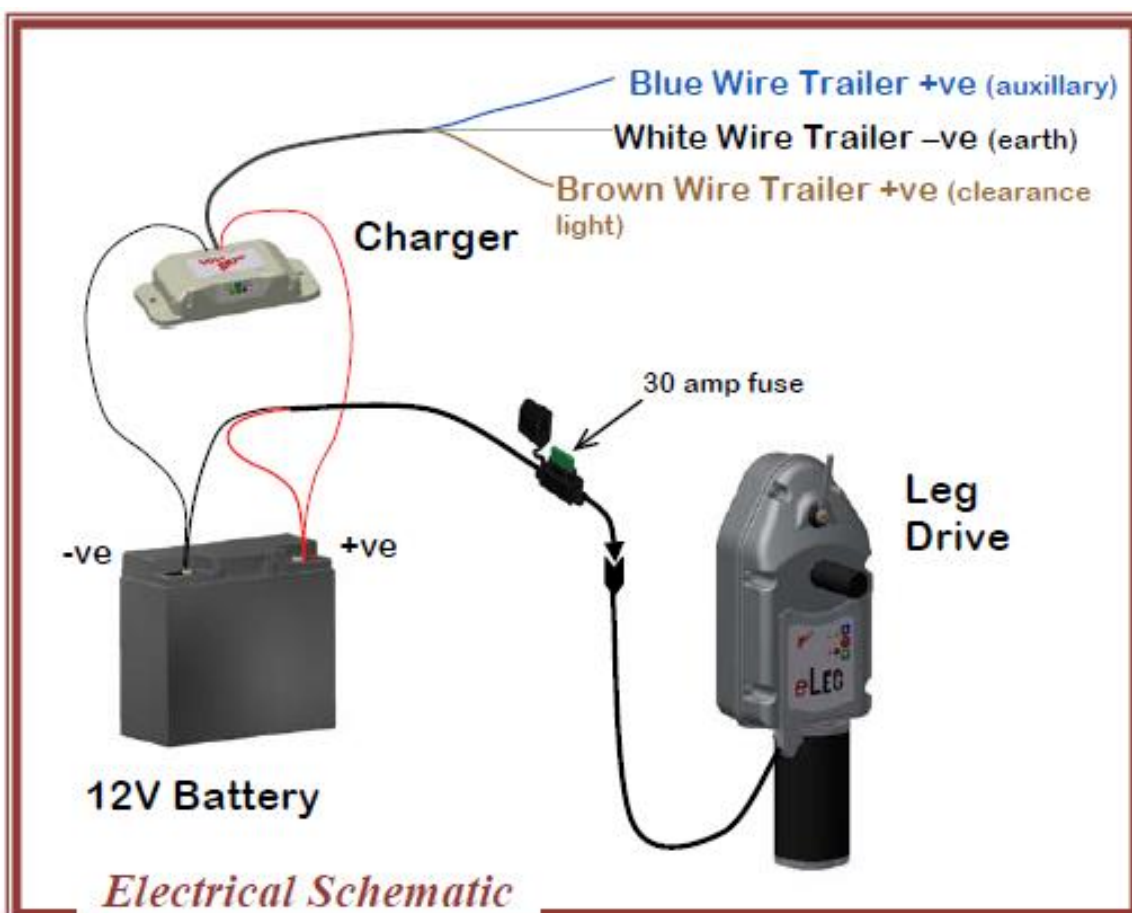 Blue Wire Trailer +ve (auxillary)
White Wire Trailer –ve (earth)
Brown Wire Trailer +ve (clearance
light)
Charger
30 amp fuse
Leg
Drive
-ve
+ve
eLEG
12V Battery
Electrical Schematic